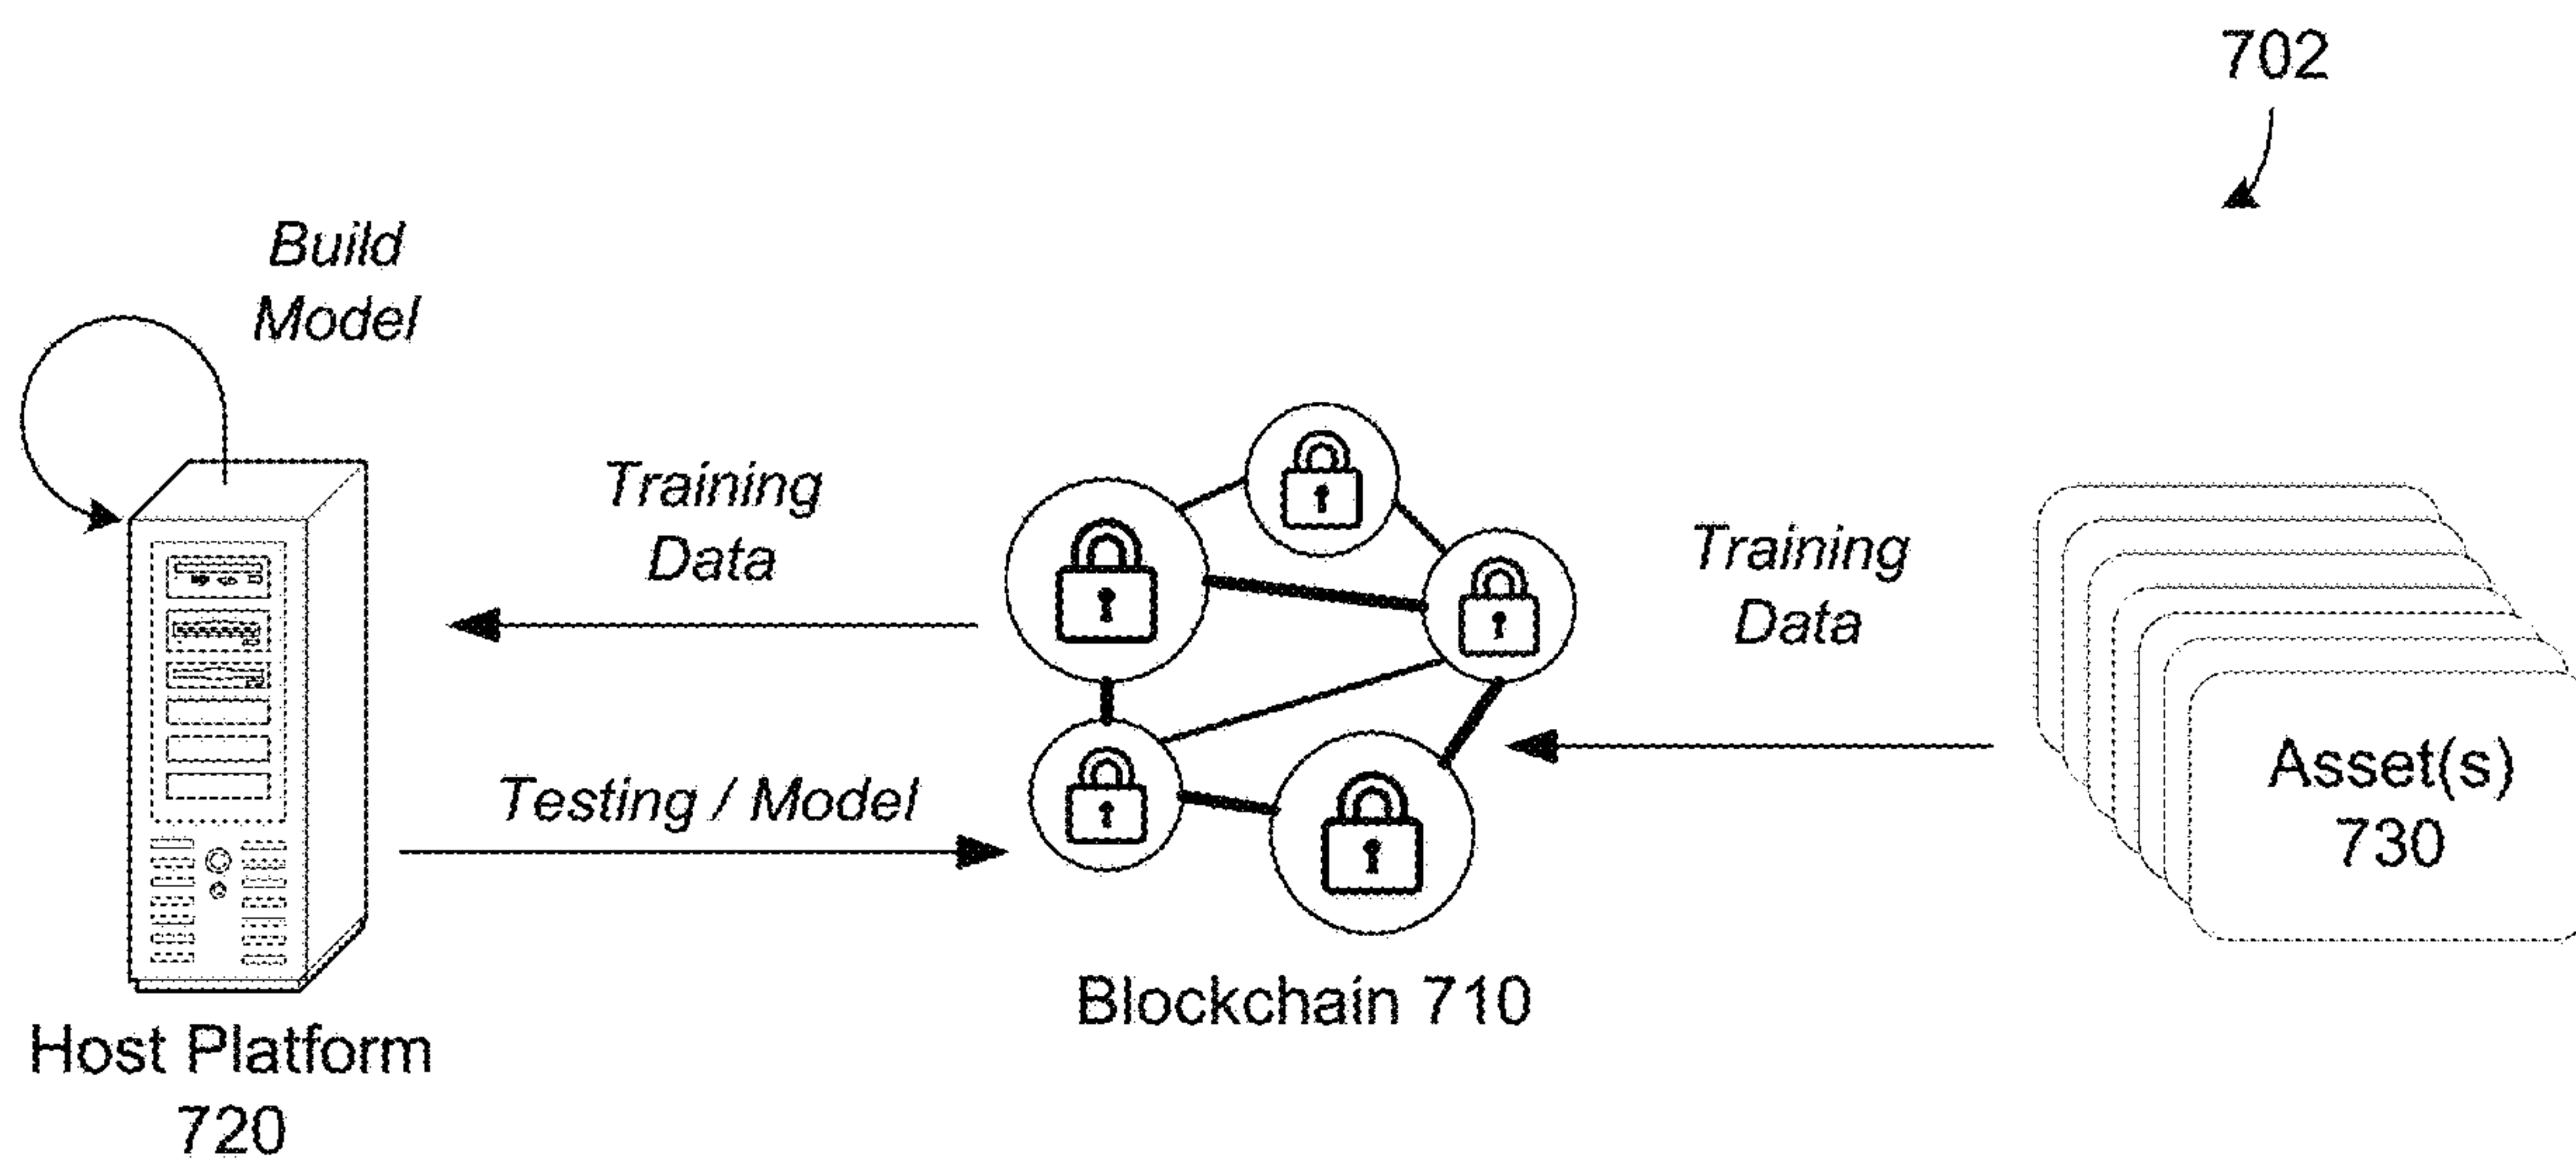 702
Build
Model
Training
Data
Training
Data
Testing / Model
Asset(s)
730
Blockchain 710
Host Platform
720